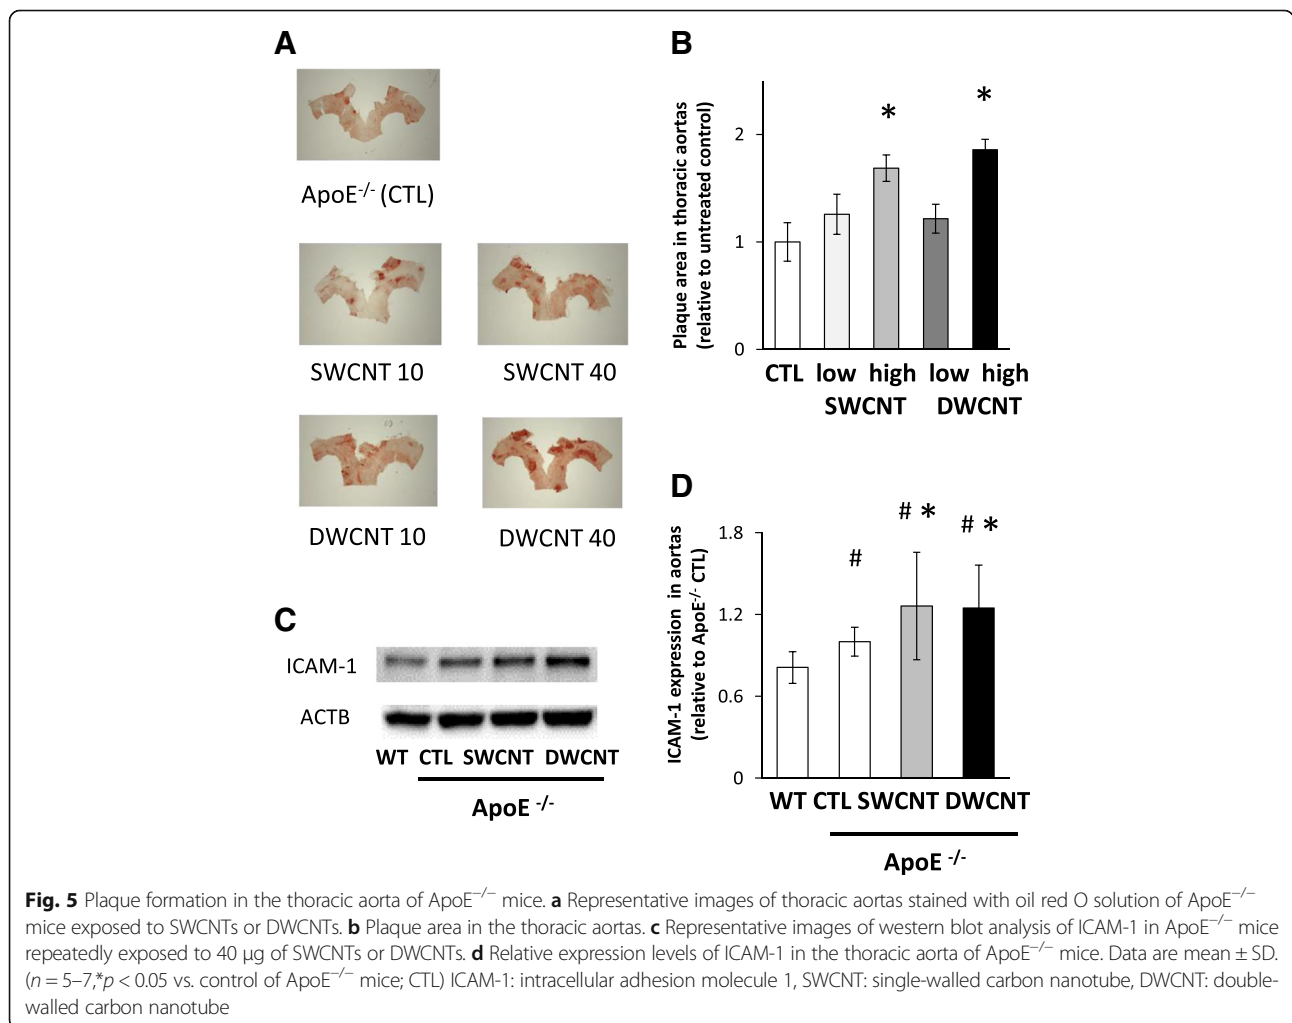 A
ApoE-/- (CTL)
SWCNT 10 SWCNT 40
DWCNT 10 DWCNT 40
B
Plaque area in thoracic aortas
(relative to untreated control)
2
1
0
* *
CTL low high low high
SWCNT DWCNT
C
ICAM-1
ACTB
WT CTL SWCNT DWCNT
ApoE -/-
D
ICAM-1 expression in aortas
(relative to ApoE-/- CTL)
1.8
1.2
0.6
0
# # * # *
WT CTL SWCNT DWCNT
ApoE -/-
Fig. 5 Plaque formation in the thoracic aorta of ApoE−/− mice. a Representative images of thoracic aortas stained with oil red O solution of ApoE−/−
mice exposed to SWCNTs or DWCNTs. b Plaque area in the thoracic aortas. c Representative images of western blot analysis of ICAM-1 in ApoE−/− mice
repeatedly exposed to 40 μg of SWCNTs or DWCNTs. d Relative expression levels of ICAM-1 in the thoracic aorta of ApoE−/− mice. Data are mean ± SD.
(n = 5–7,*p < 0.05 vs. control of ApoE−/− mice; CTL) ICAM-1: intracellular adhesion molecule 1, SWCNT: single-walled carbon nanotube, DWCNT: double-
walled carbon nanotube